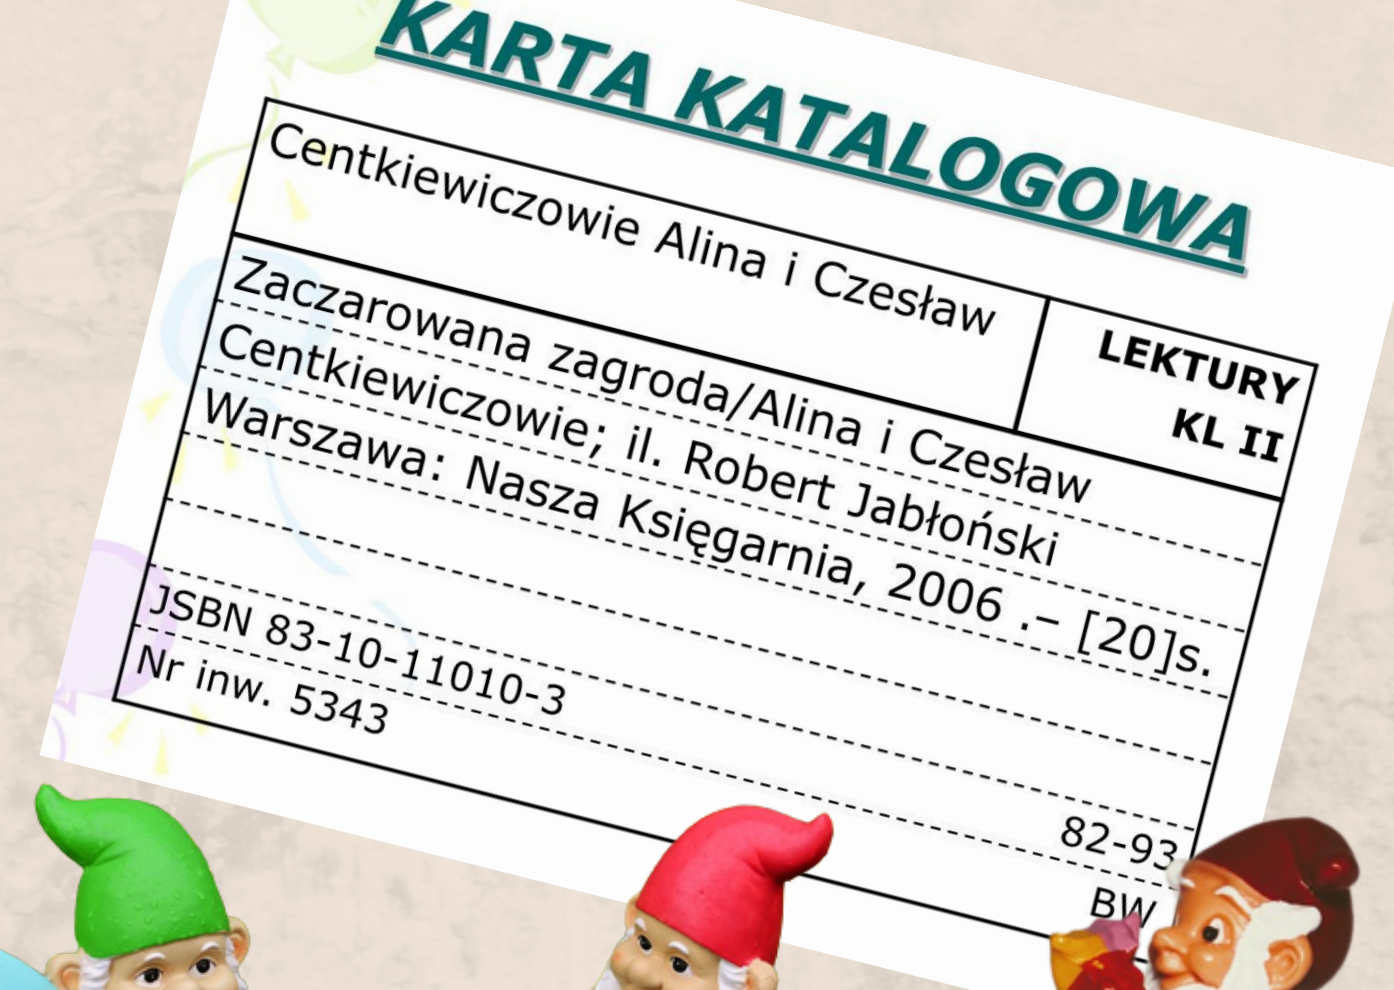 KARTA KATALOGOWA
Centkiewiczowie Alina i Czesław
LEKTURY
KL II
Zaczarowana zagroda/Alina i Czesław
Centkiewiczowie; il. Robert Jabłoński
Warszawa: Nasza Księgarnia, 2006 .– [20]s.
JSBN 83-10-11010-3
82-93
Nr inw. 5343
BW